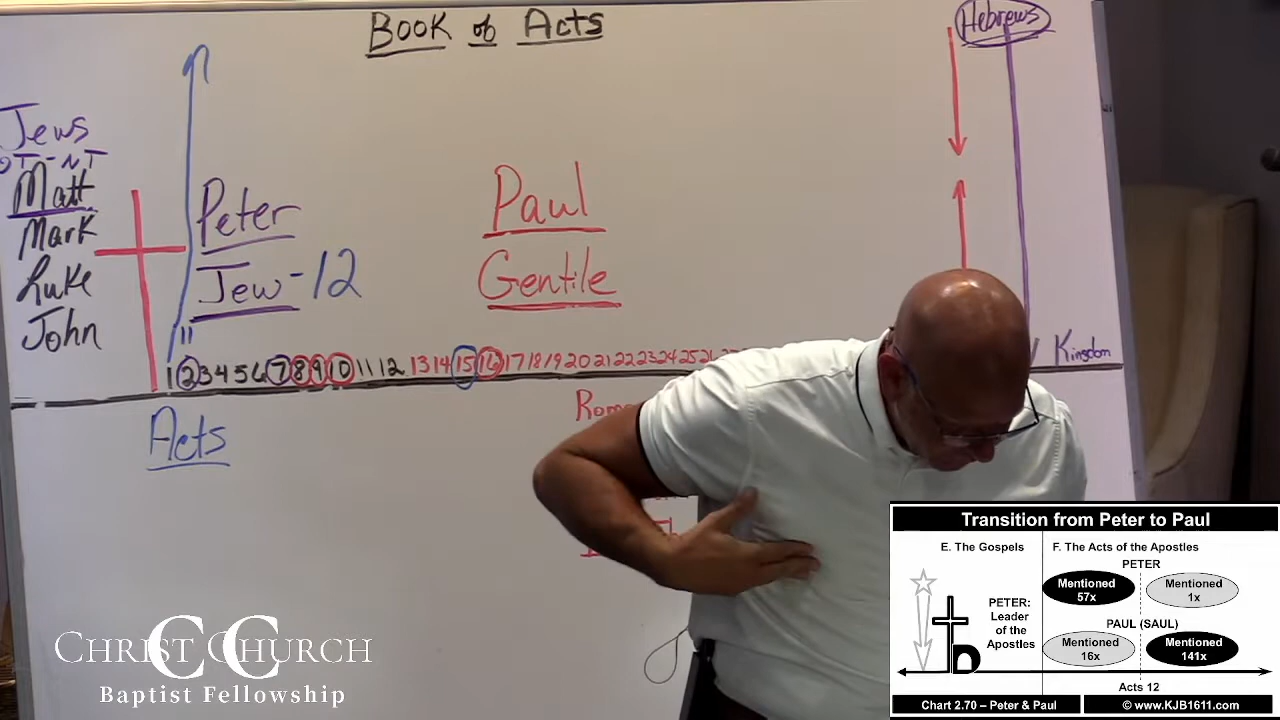 Book of Acts
Hebrews
Jews
OT-NT
Matt
Mark
Luke
John
Peter
Jew-12
Paul
Gentile
1 2 3 4 5 6 7 8 9 10 11 12 13 14 15 16 17 18 19 20 21 22 23 24 25
Kingdom
Acts
CC
Christ Church
Baptist Fellowship
Transition from Peter to Paul
E. The Gospels
F. The Acts of the Apostles
PETER
Mentioned
57x
Mentioned
1x
PETER:
Leader
of the
Apostles
PAUL (SAUL)
Mentioned
16x
Mentioned
141x
Acts 12
Chart 2.70 – Peter & Paul
© www.KJB1611.com